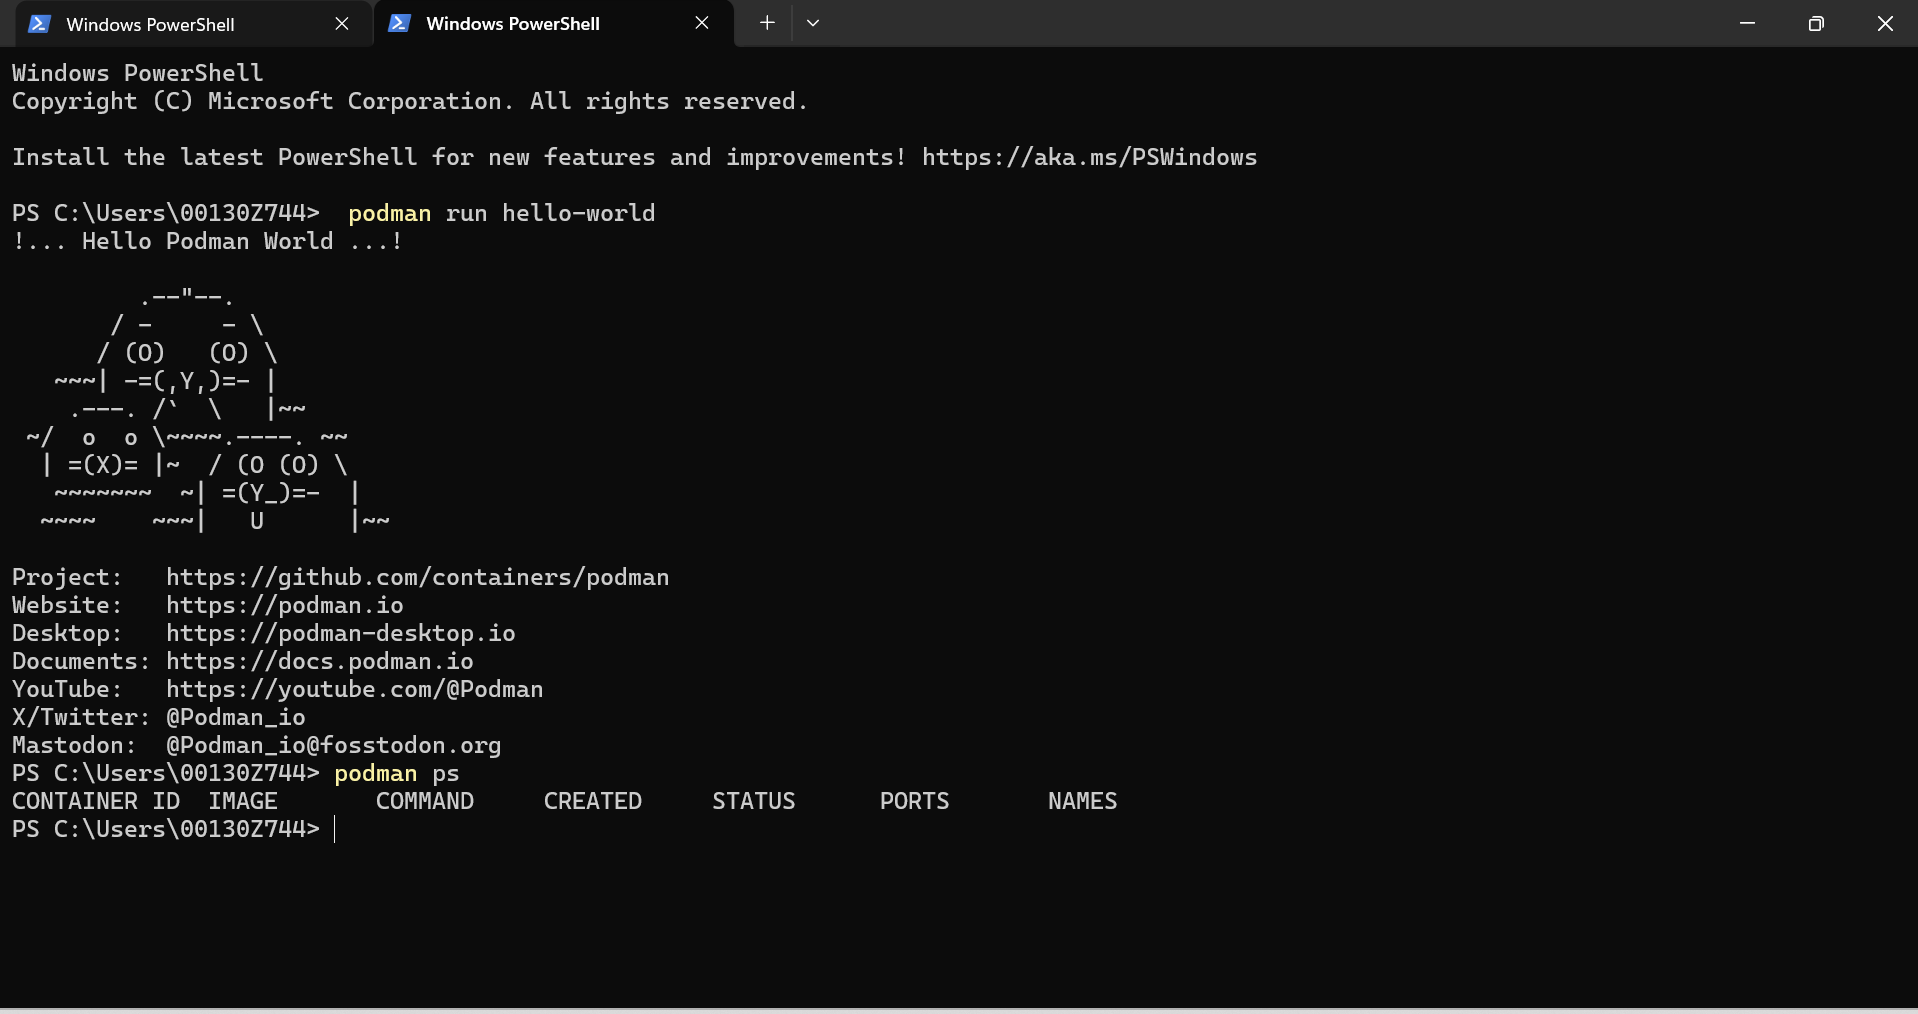 Windows PowerShell
Windows PowerShell
Windows PowerShell
Copyright (C) Microsoft Corporation. All rights reserved.
Install the latest PowerShell for new features and improvements! https://aka.ms/PSWindows
PS C:\Users\00130Z744>  podman run hello-world
!... Hello Podman World ...!
         .--"--.
       / -     - \
      / (O)   (O) \
   ~~~| -=(,Y,)=- |
    .---. /`  \   |~~
 ~/  o  o \~~~~.----. ~~
  | =(X)= |~  / (O (O) \
   ~~~~~~~  ~| =(Y_)=-  |
  ~~~~    ~~~|   U      |~~
Project:   https://github.com/containers/podman
Website:   https://podman.io
Desktop:   https://podman-desktop.io
Documents: https://docs.podman.io
YouTube:   https://youtube.com/@Podman
X/Twitter: @Podman_io
Mastodon:  @Podman_io@fosstodon.org
PS C:\Users\00130Z744> podman ps
CONTAINER ID  IMAGE       COMMAND     CREATED     STATUS      PORTS       NAMES
PS C:\Users\00130Z744>